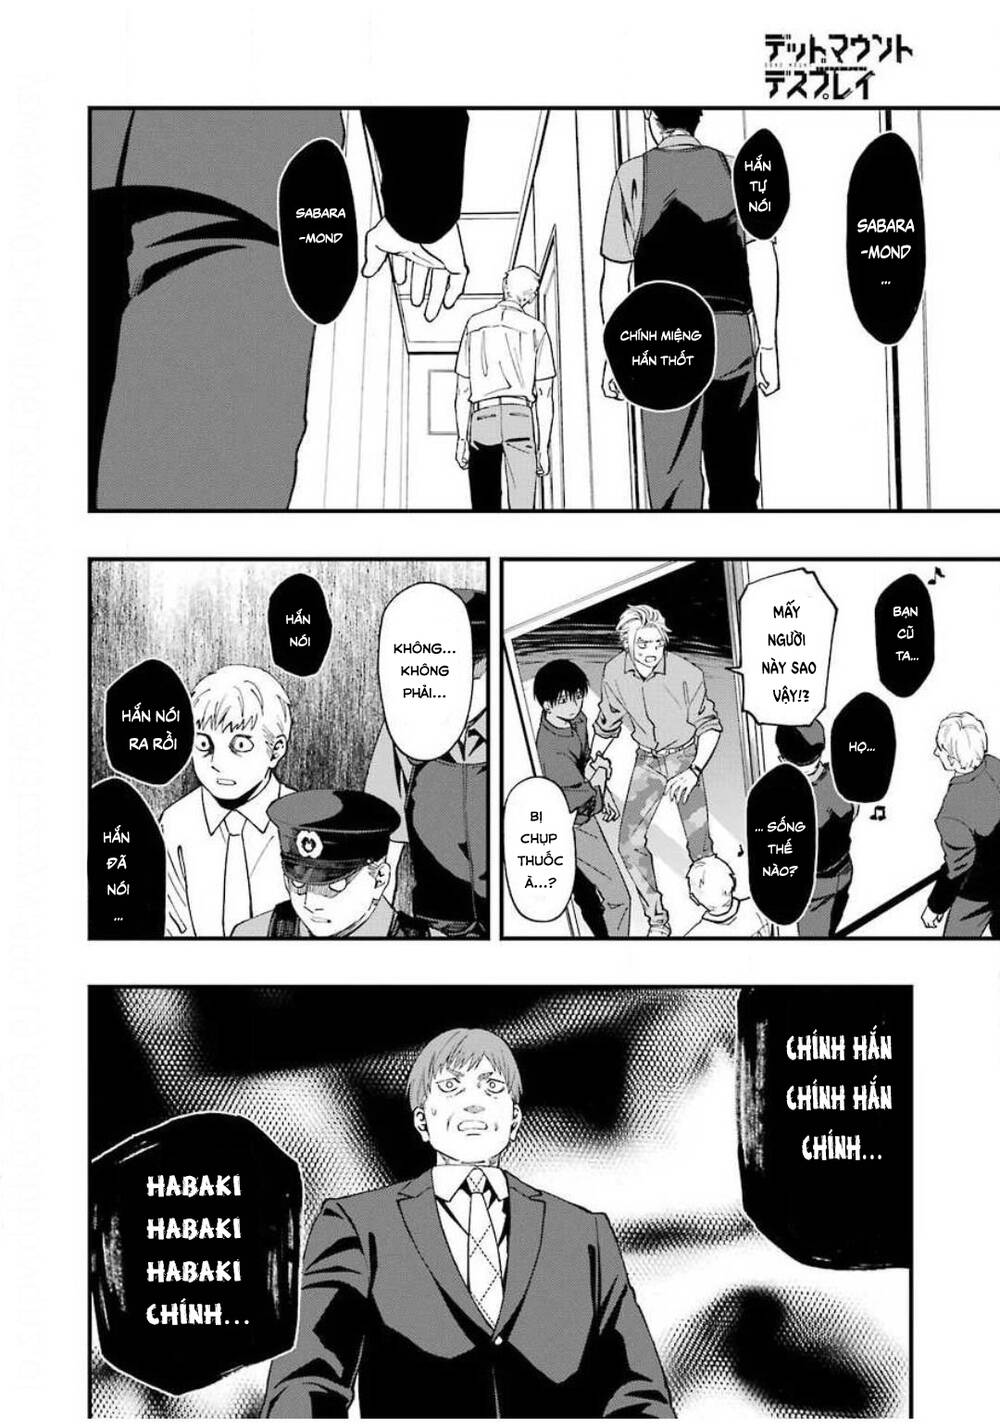 デッドマウント
デスプレイ
SABARA
-MOND
...
HẮN
TỰ
NÓI
CHÍNH MIỆNG
HẮN THỐT
SABARA
-MOND
BẠN
CŨ
TA...
HỌ...
MẤY
NGƯỜI
NÀY SAO
VẬY!?
... SỐNG
THẾ
NÀO?
BỊ
CHỤP
THUỐC
À...?
KHÔNG...
KHÔNG
PHẢI...
HẮN
NÓI
HẮN NÓI
RA RỒI
HẮN
ĐÃ
NÓI
...
CHÍNH HẮN
CHÍNH HẮN
CHÍNH...
HABAKI
HABAKI
HABAKI
CHÍNH...